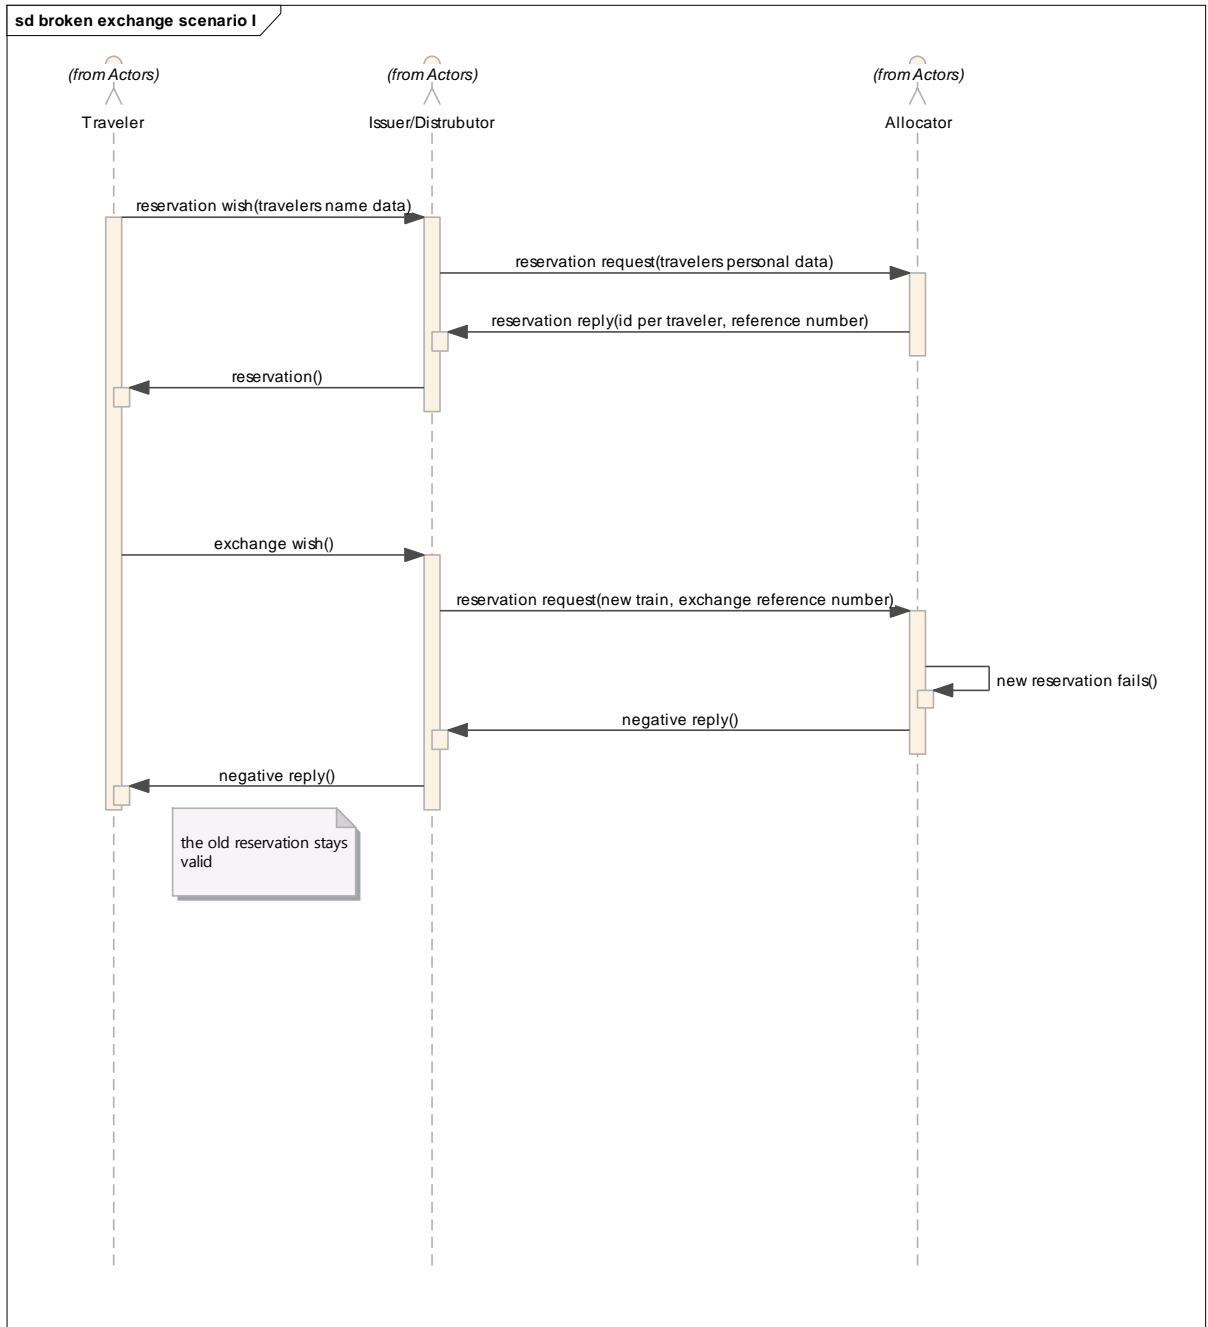 sd broken exchange scenario I
(from Actors) (from Actors) (from Actors)
Traveler Issuer/Distrubutor Allocator
reservation wish(travelers name data)
reservation request(travelers personal data)
reservation reply(id per traveler, reference number)
reservation()
exchange wish()
reservation request(new train, exchange reference number)
new reservation fails()
negative reply()
negative reply()
the old reservation stays
valid